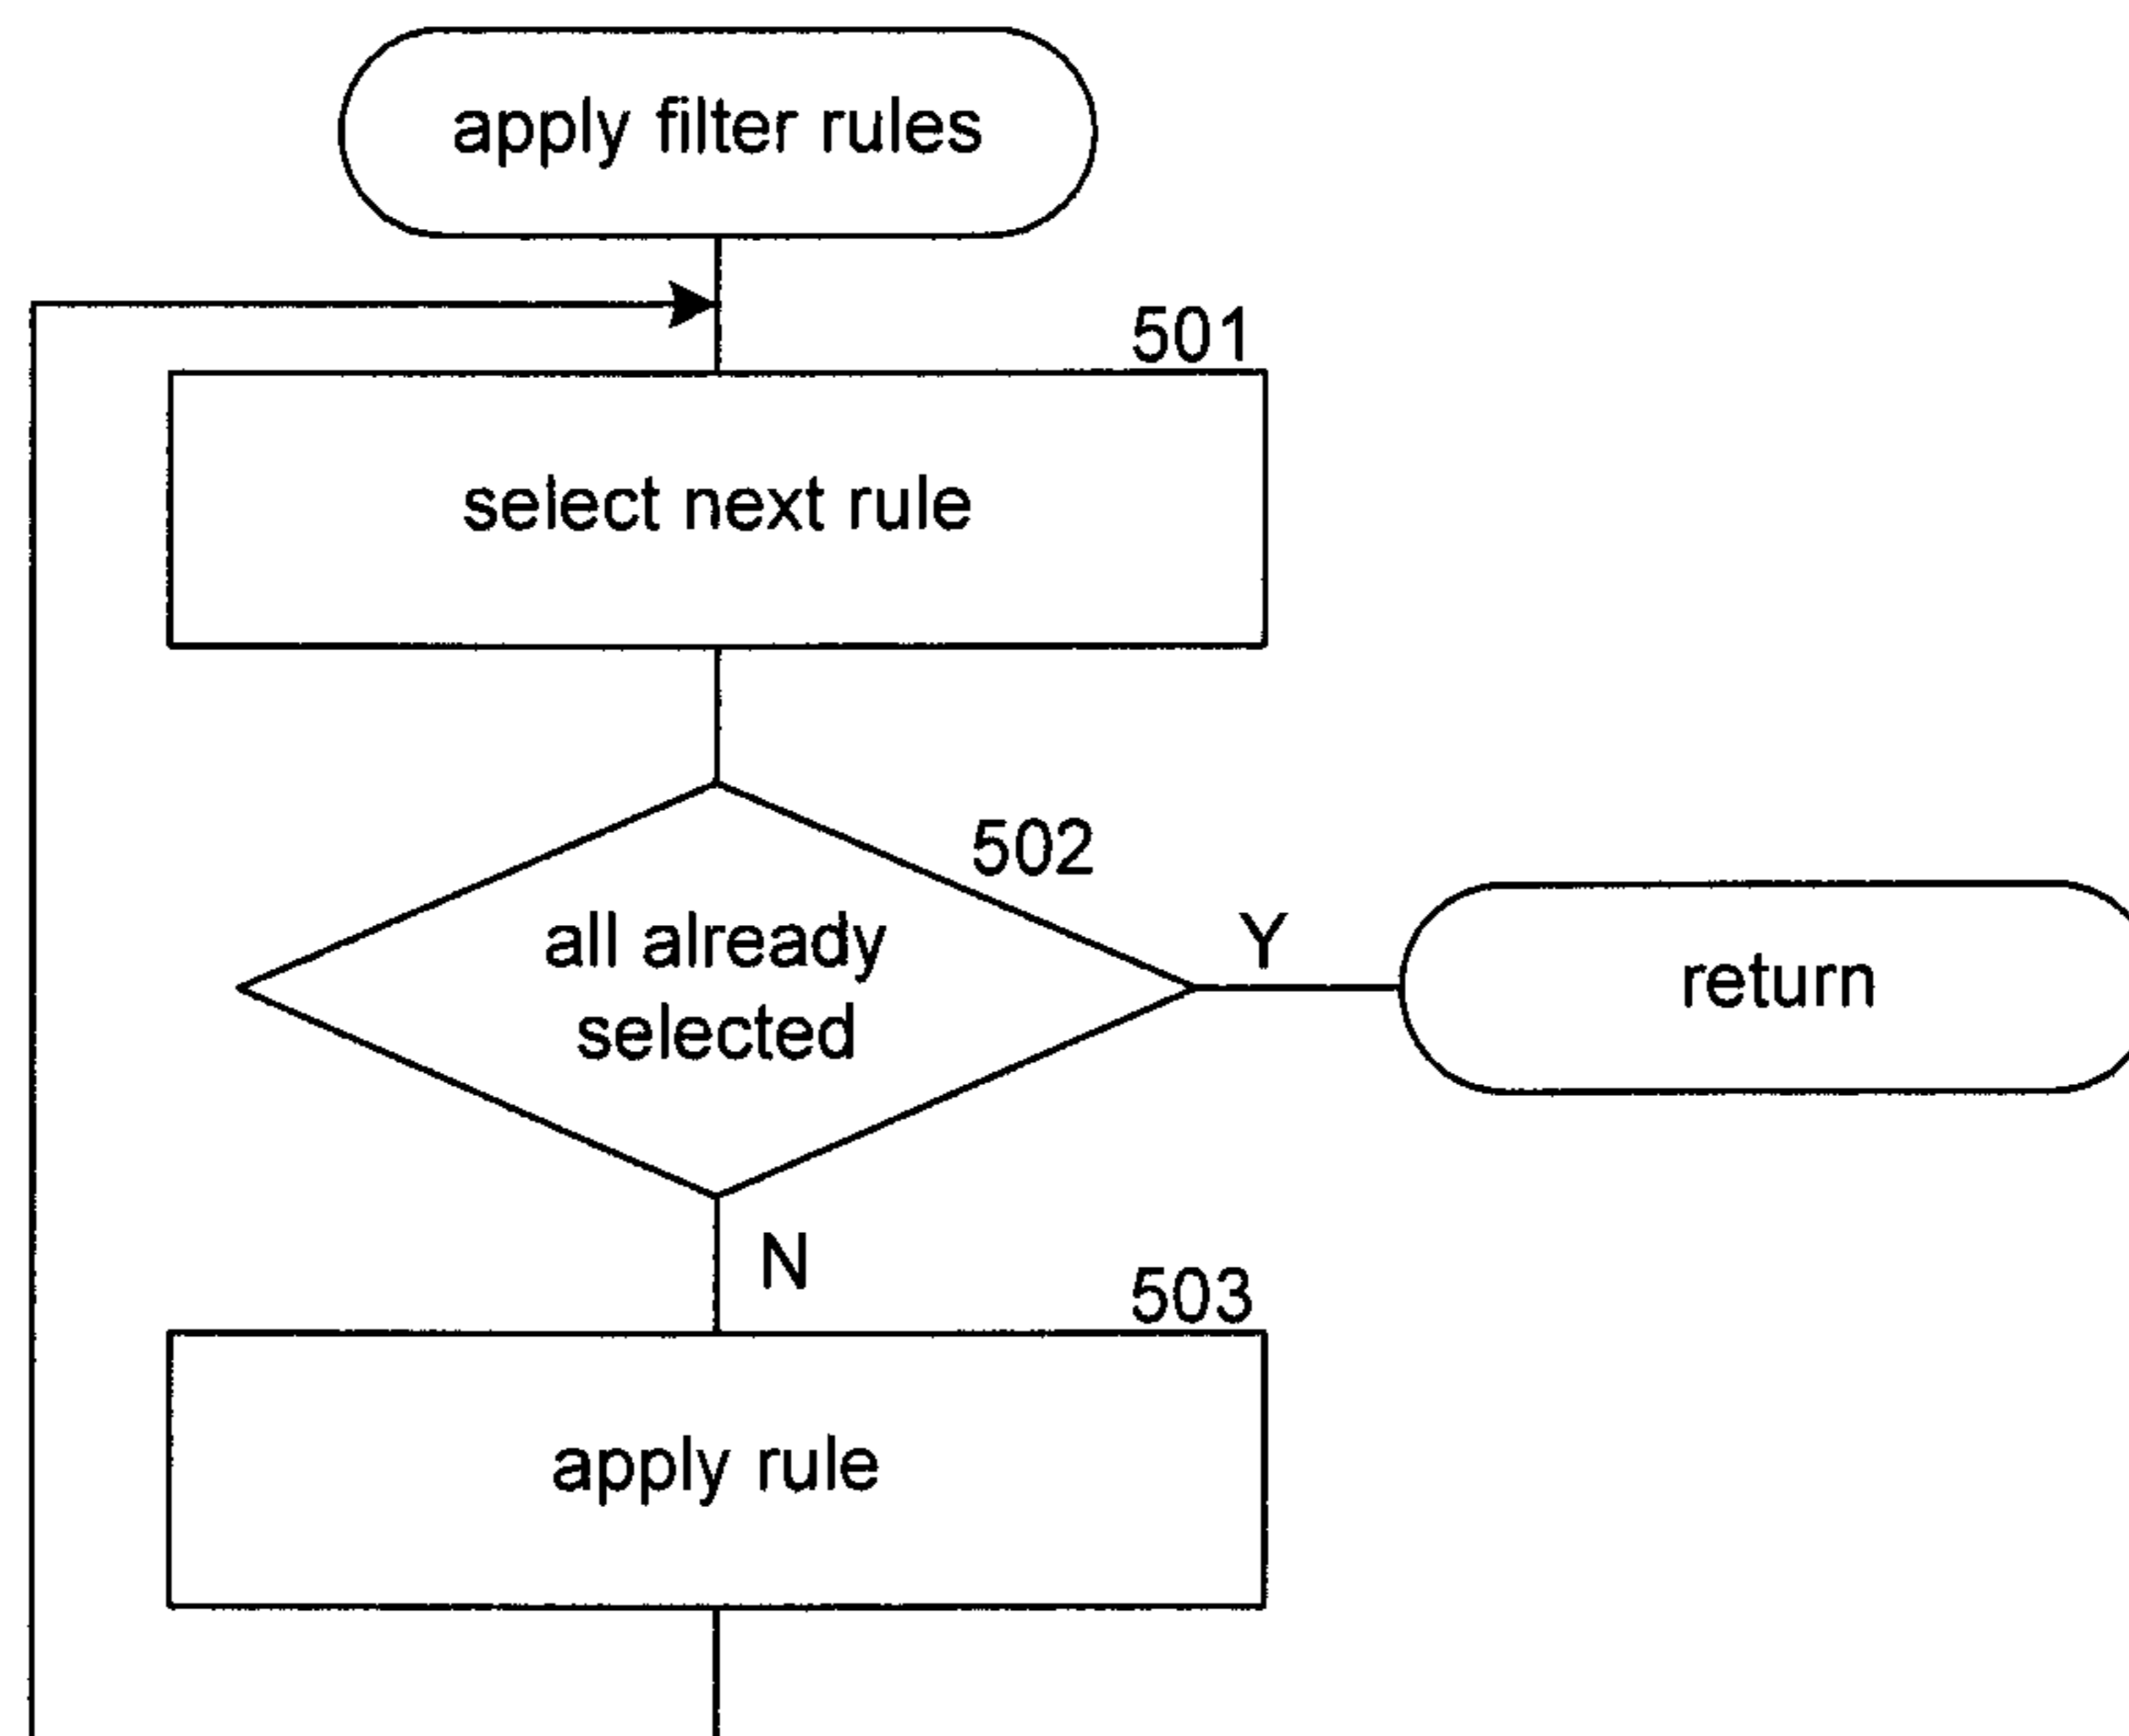 apply filter rules
501
select next rule
502
all already
selected
Y
return
N
503
apply rule